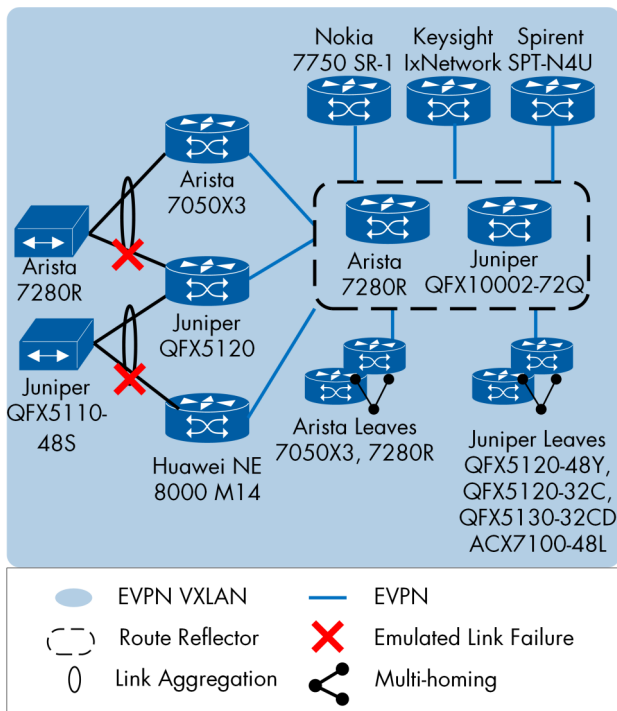 Nokia
7750 SR-1
Keysight
IxNetwork
Spirent
SPT-N4U
Arista
7050X3
Arista
7280R
Juniper
QFX5120
Arista
7280R
Juniper
QFX10002-72Q
Juniper
QFX5110-
48S
Huawei NE
8000 M14
Arista Leaves
7050X3, 7280R
Juniper Leaves
QFX5120-48Y,
QFX5120-32C,
QFX5130-32CD
ACX7100-48L
EVPN VXLAN
EVPN
Route Reflector
Emulated Link Failure
Link Aggregation
Multi-homing